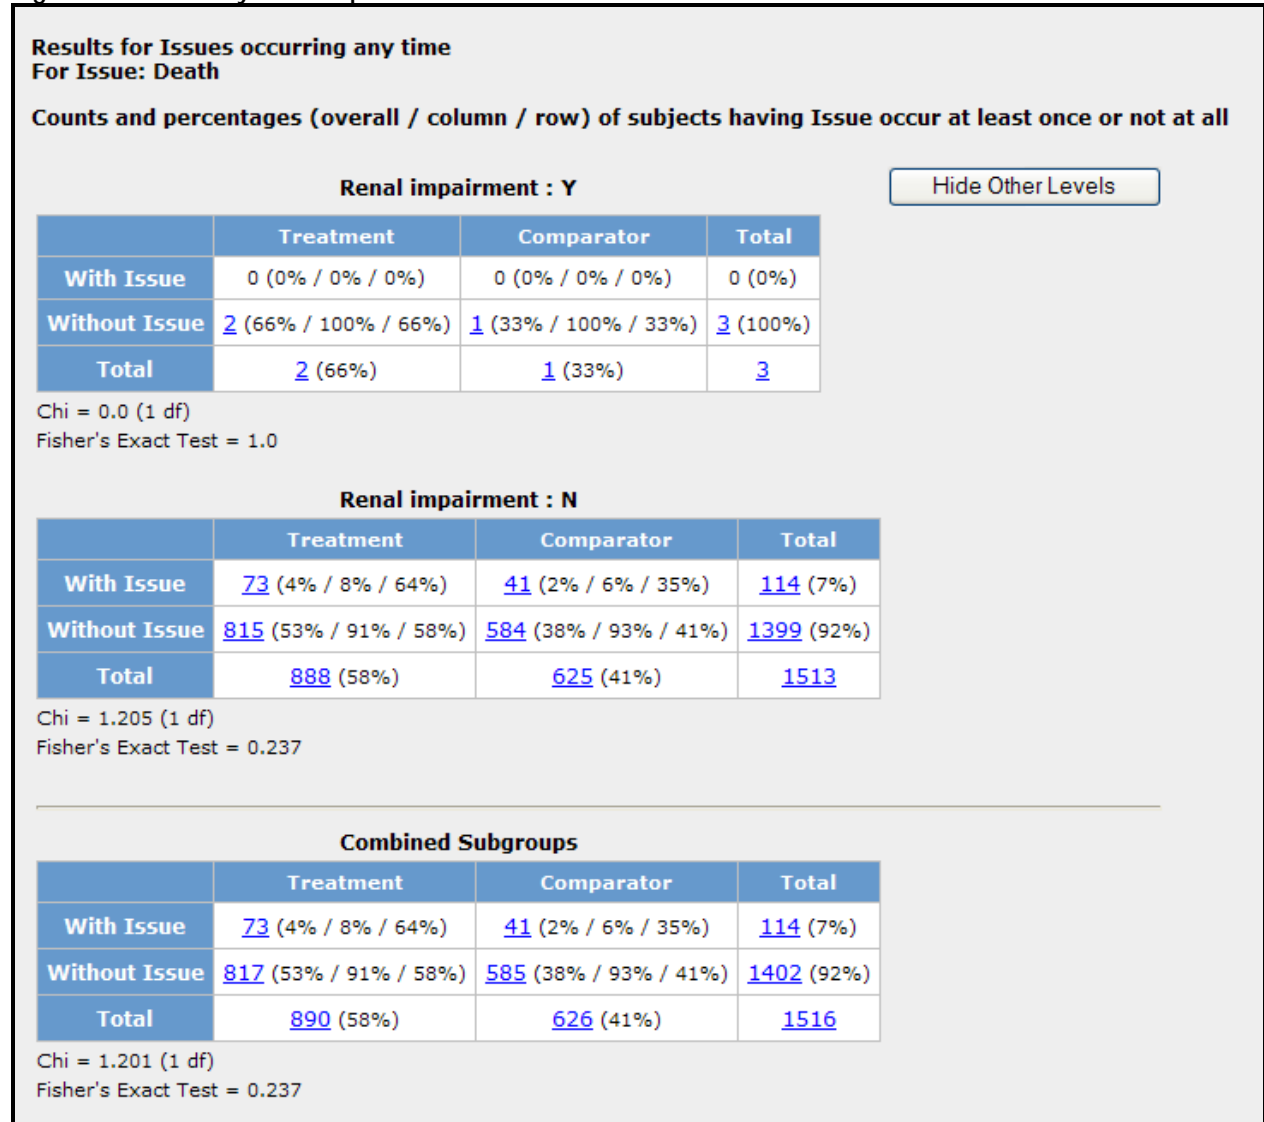 Results for Issues occurring any time
For Issue: Death
Counts and percentages (overall / column / row) of subjects having Issue occur at least once or not at all
Renal impairment : Y
Hide Other Levels
Treatment Comparator Total
With Issue 0 (0% / 0% / 0%) 0 (0% / 0% / 0%) 0 (0%)
Without Issue 2 (66% / 100% / 66%) 1 (33% / 100% / 33%) 3 (100%)
Total 2 (66%) 1 (33%) 3
Chi = 0.0 (1 df)
Fisher's Exact Test = 1.0
Renal impairment : N
Treatment Comparator Total
With Issue 73 (4% / 8% / 64%) 41 (2% / 6% / 35%) 114 (7%)
Without Issue 815 (53% / 91% / 58%) 584 (38% / 93% / 41%) 1399 (92%)
Total 888 (58%) 625 (41%) 1513
Chi = 1.205 (1 df)
Fisher's Exact Test = 0.237
Combined Subgroups
Treatment Comparator Total
With Issue 73 (4% / 8% / 64%) 41 (2% / 6% / 35%) 114 (7%)
Without Issue 817 (53% / 91% / 58%) 585 (38% / 93% / 41%) 1402 (92%)
Total 890 (58%) 626 (41%) 1516
Chi = 1.201 (1 df)
Fisher's Exact Test = 0.237